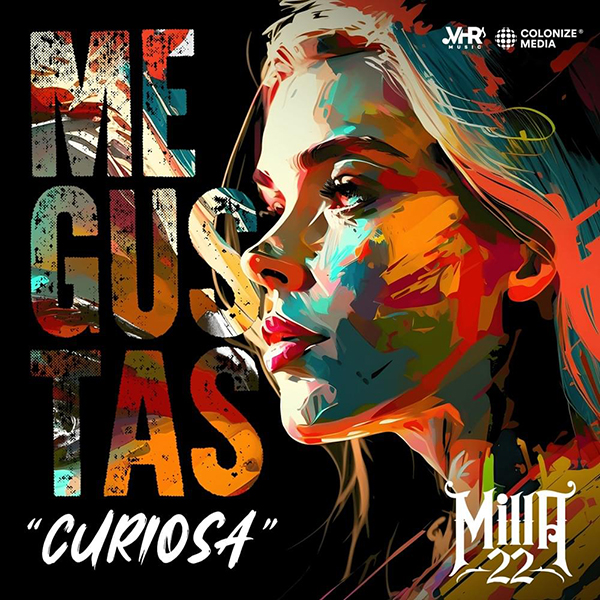 VHR
MUSIC
COLONIZE®
MEDIA
ME
GUS
TAS
“CURIOSA”
Milla
22